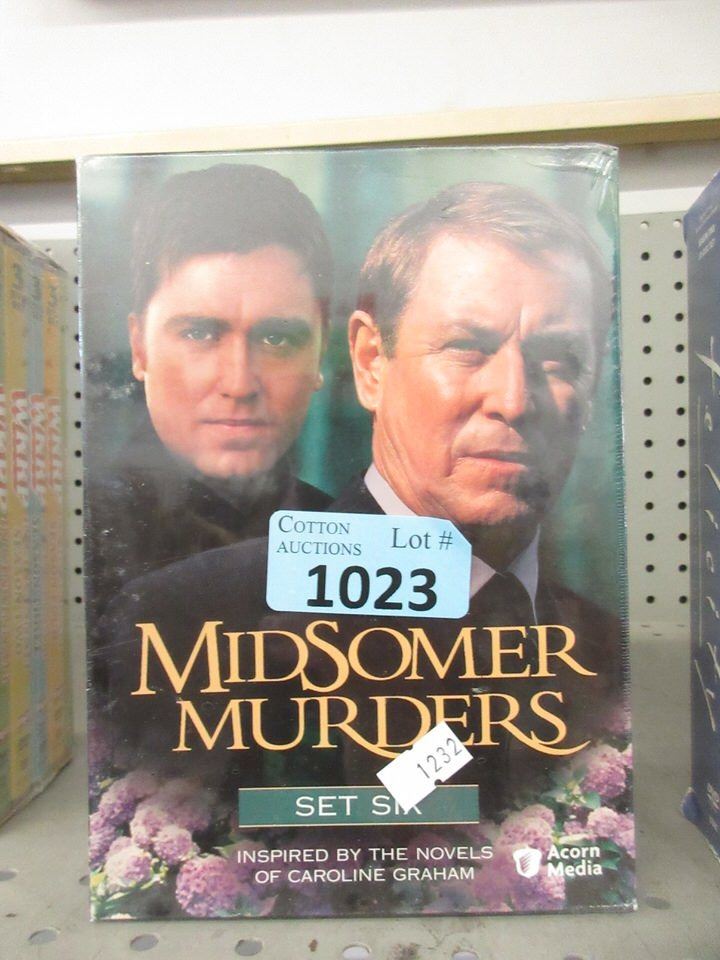 COTTON
AUCTIONS
Lot #
1023
MIDSOMER
MURDERS
1232
SET SIX
INSPIRED BY THE NOVELS
OF CAROLINE GRAHAM
Acorn
Media